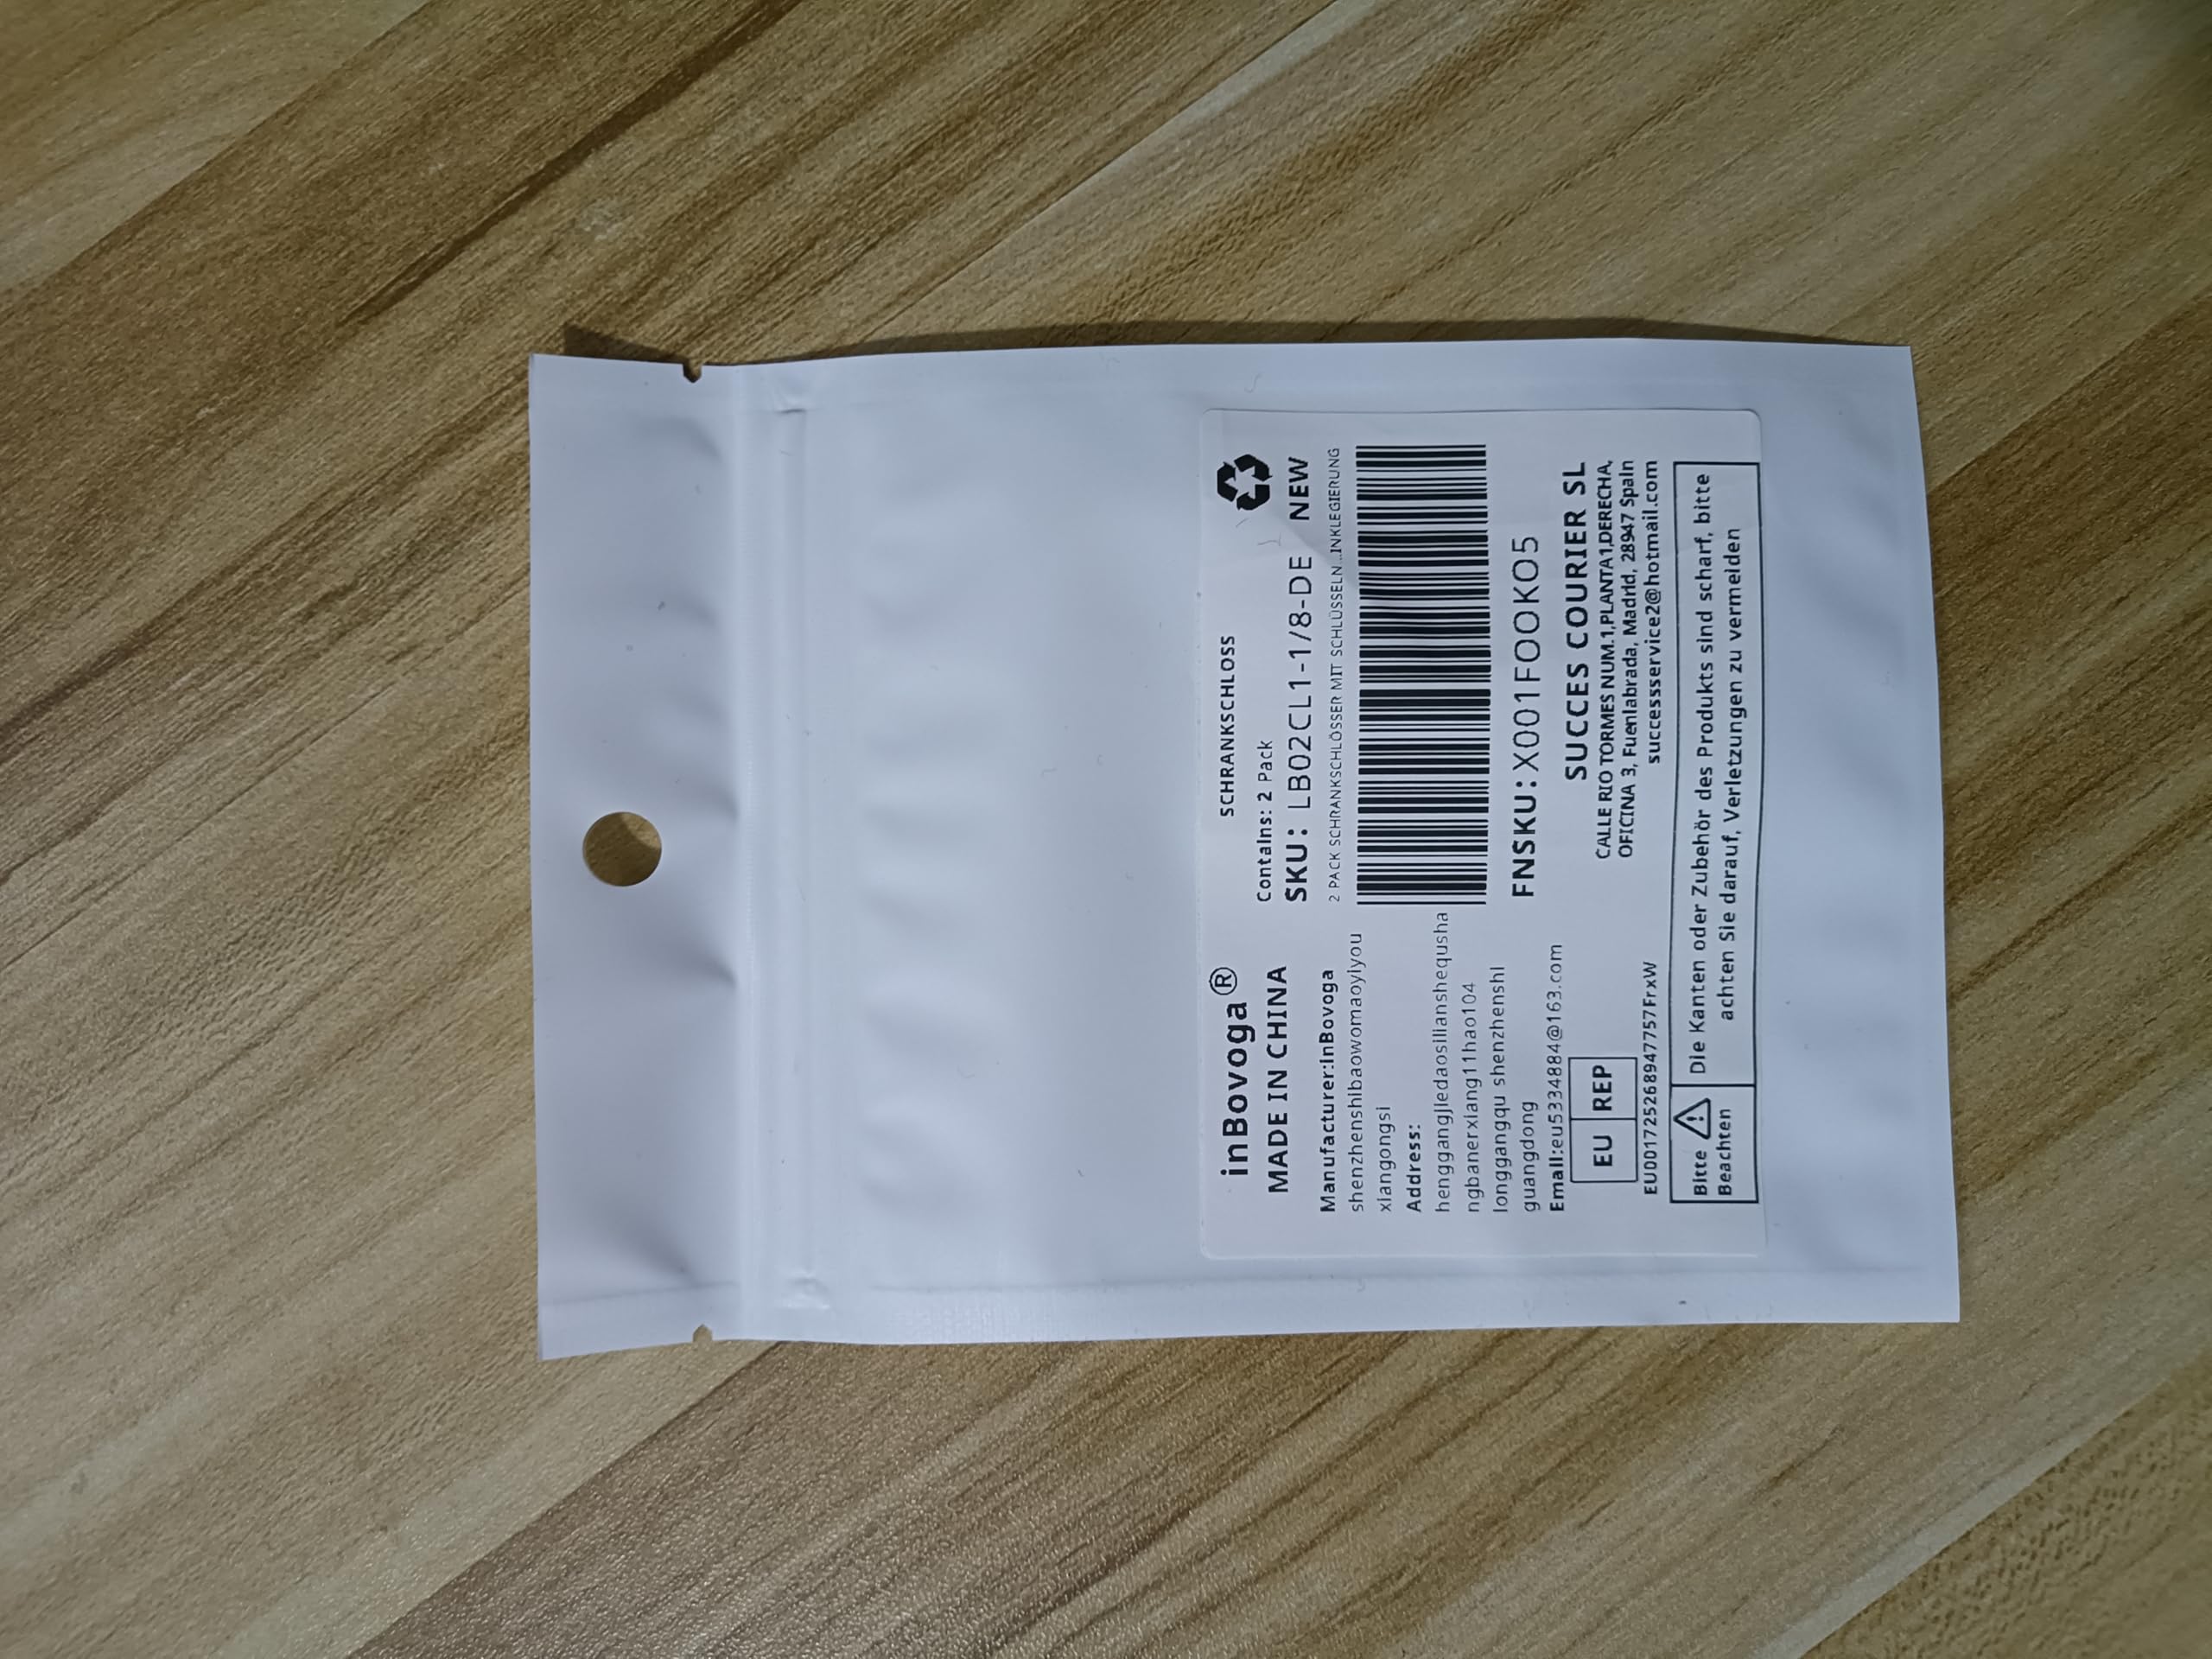 inBovoga®
MADE IN CHINA
Manufacturer:inBovoga
shenzhenshibaowomaoyiyou
xiangongsi
Address:
henggangjiedaosilianshequsha
ngbanerxiang11hao104
longgangqu shenzhenshi
guangdong
Email:eu5334884@163.com
EU REP
EU0017252689477757FrxW
SCHRANKSCHLOSS
Contains: 2 Pack
SKU: LB02CL1-1/8-DE NEW
2 PACK SCHRANKSCHLÖSSER MIT SCHLÜSSELN...INKLEGIERUNG
FNSKU:X001FOOKO5
SUCCES COURIER SL
CALLE RIO TORMES NUM.1,PLANTA1,DERECHA,
OFICINA 3, Fuenlabrada, Madrid, 28947 Spain
successservice2@hotmail.com
Bitte
Beachten
Die Kanten oder Zubehör des Produkts sind scharf, bitte
achten Sie darauf, Verletzungen zu vermeiden